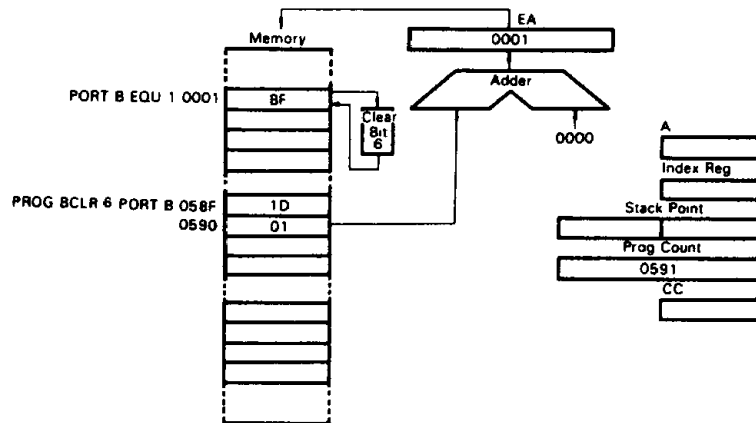 EA
Memory
0001
Adder
PORT B EQU 1 0001
BF
Clear
Bit
6
0000
A
Index Reg
PROG BCLR 6 PORT B 058F
1D
Stack Point
0590
01
Prog Count
0591
CC